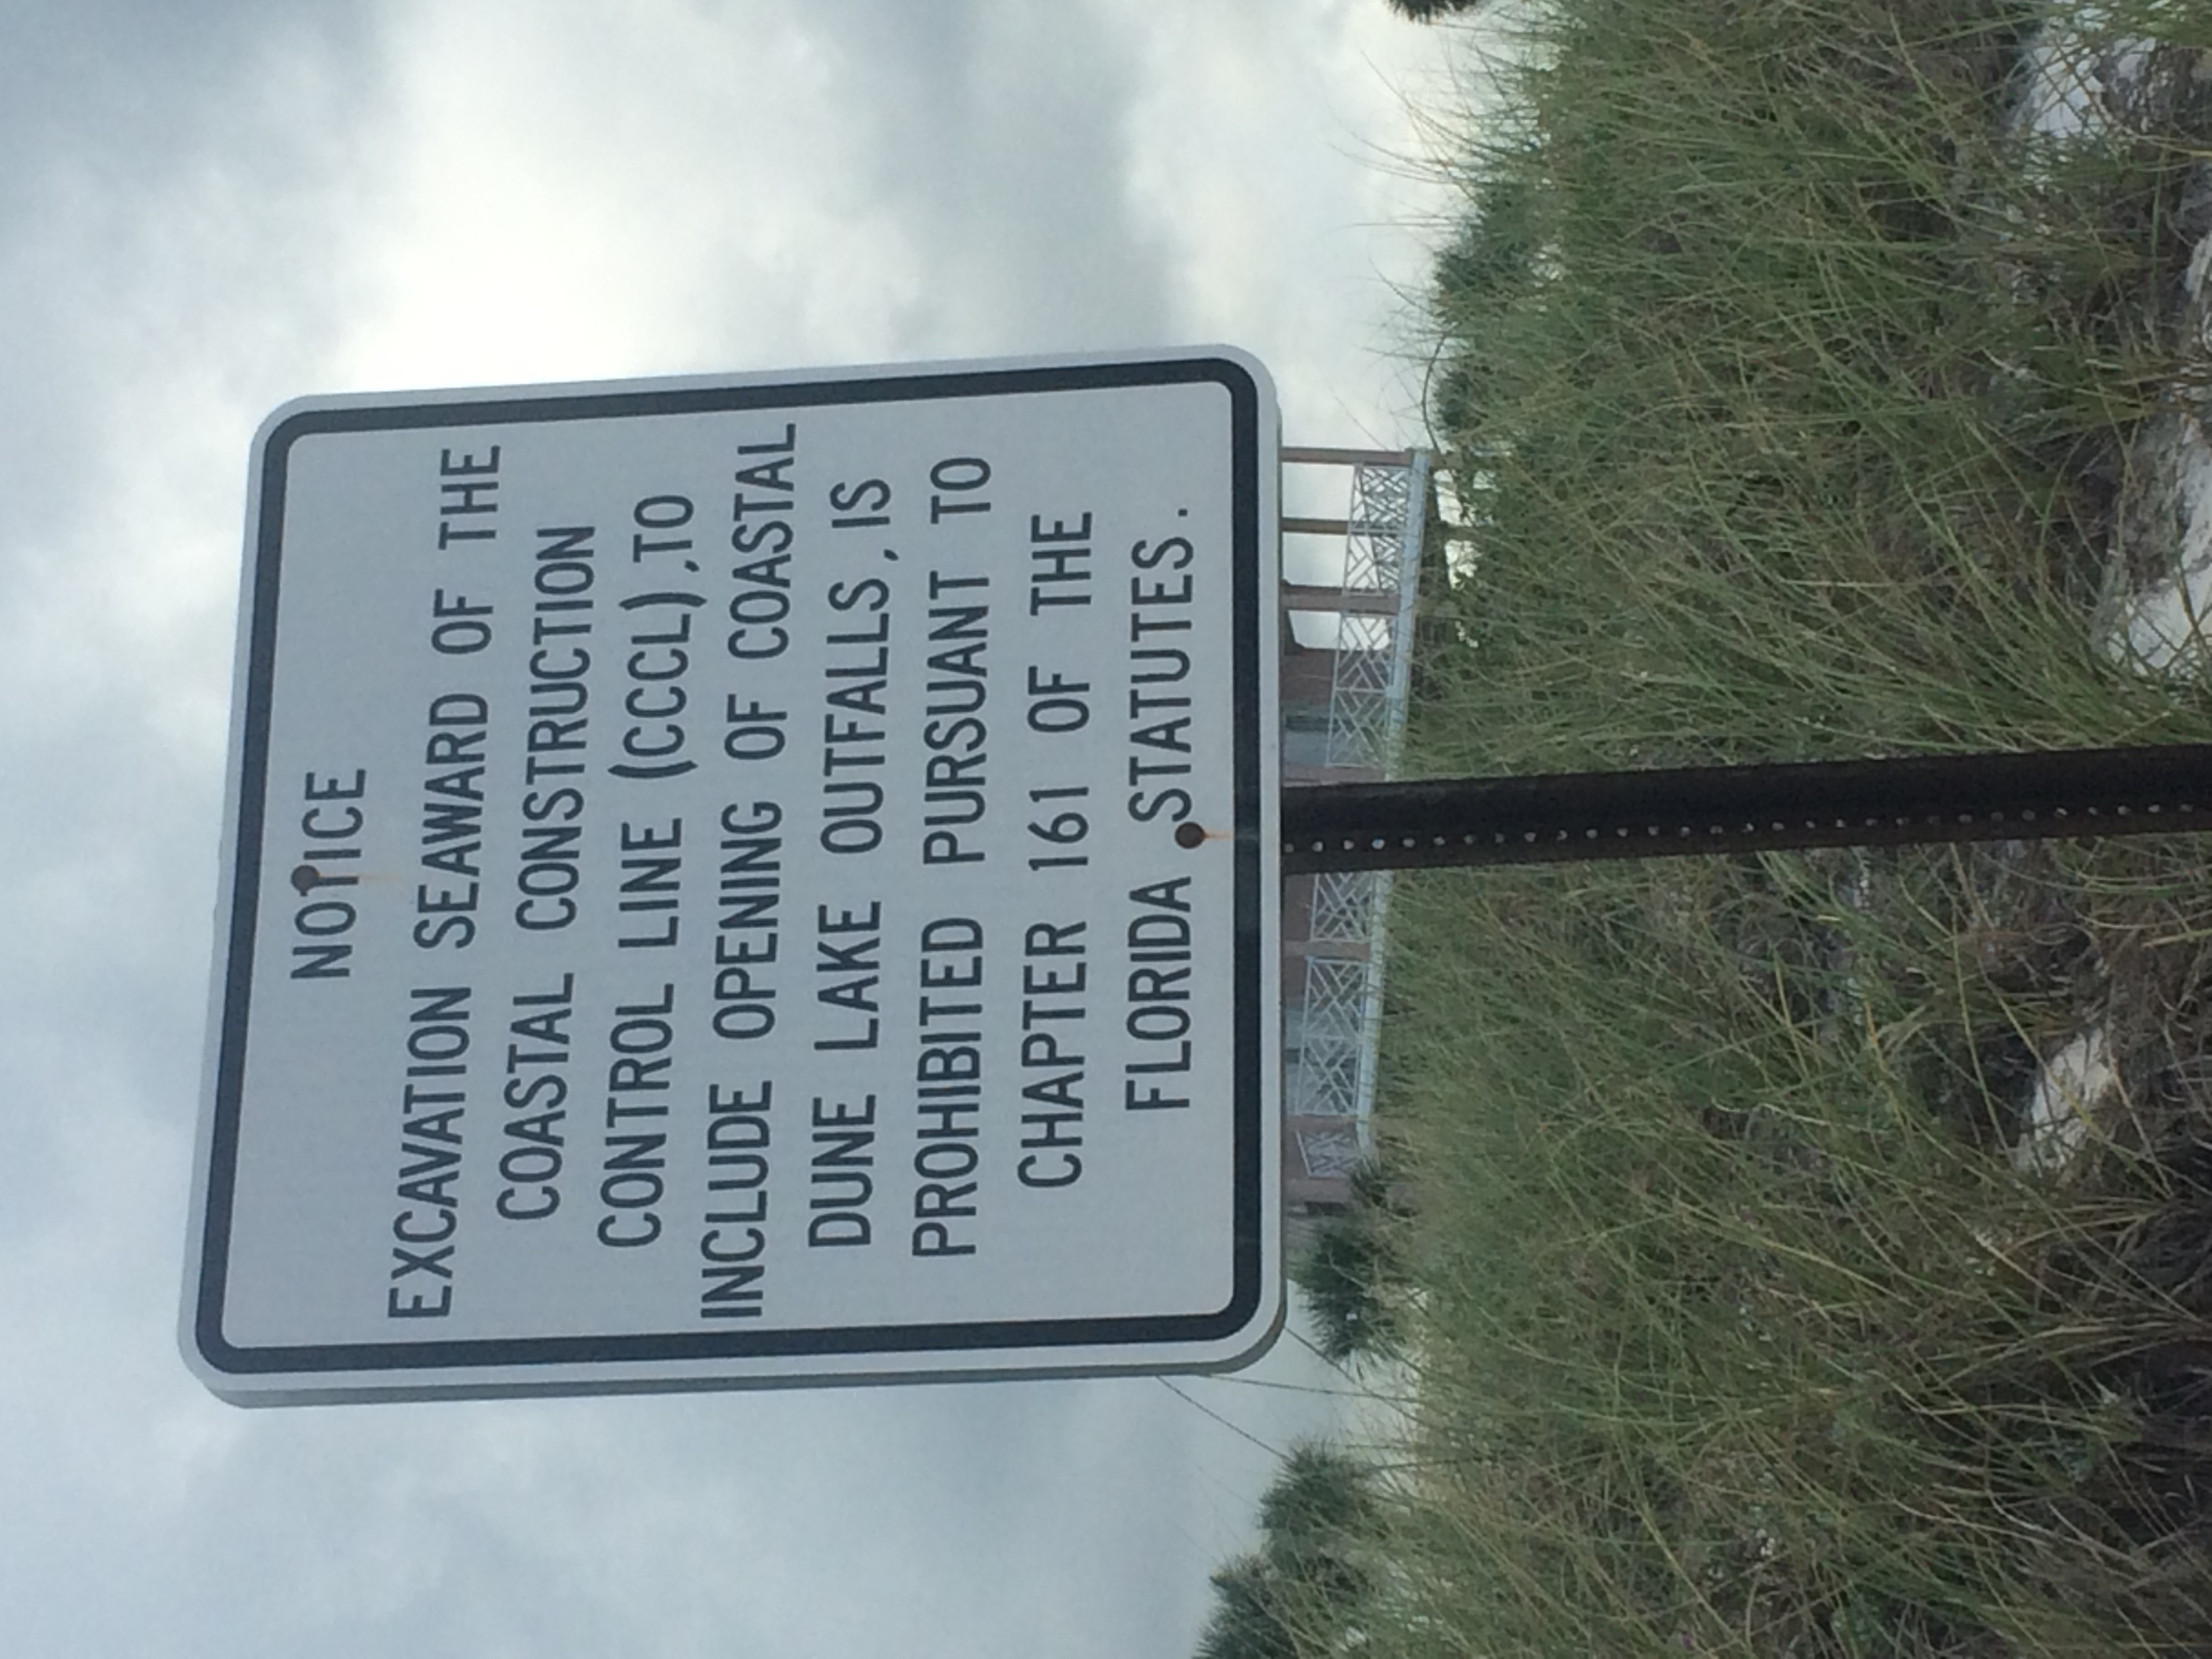 NOTICE
EXCAVATION SEAWARD OF THE
COASTAL CONSTRUCTION
CONTROL LINE (CCCL),TO
INCLUDE OPENING OF COASTAL
DUNE LAKE OUTFALLS, IS
PROHIBITED PURSUANT TO
CHAPTER 161 OF THE
FLORIDA STATUTES.